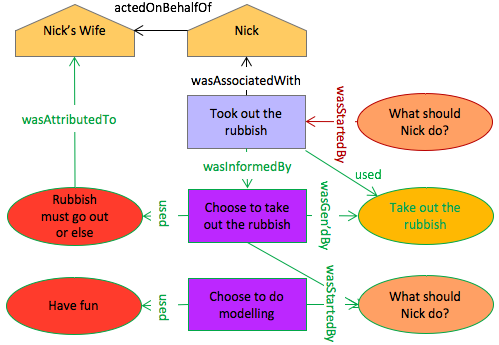 actedOnBehalfOf
Nick's Wife
Nick
wasAssociatedWith
wasAttributedTo
Took out the
rubbish
wasStartedBy
What should
Nick do?
wasInformedBy
used
Rubbish
must go out
or else
used
Choose to take
out the rubbish
wasGen'dBy
Take out the
rubbish
wasStartedBy
Have fun
used
Choose to do
modelling
What should
Nick do?